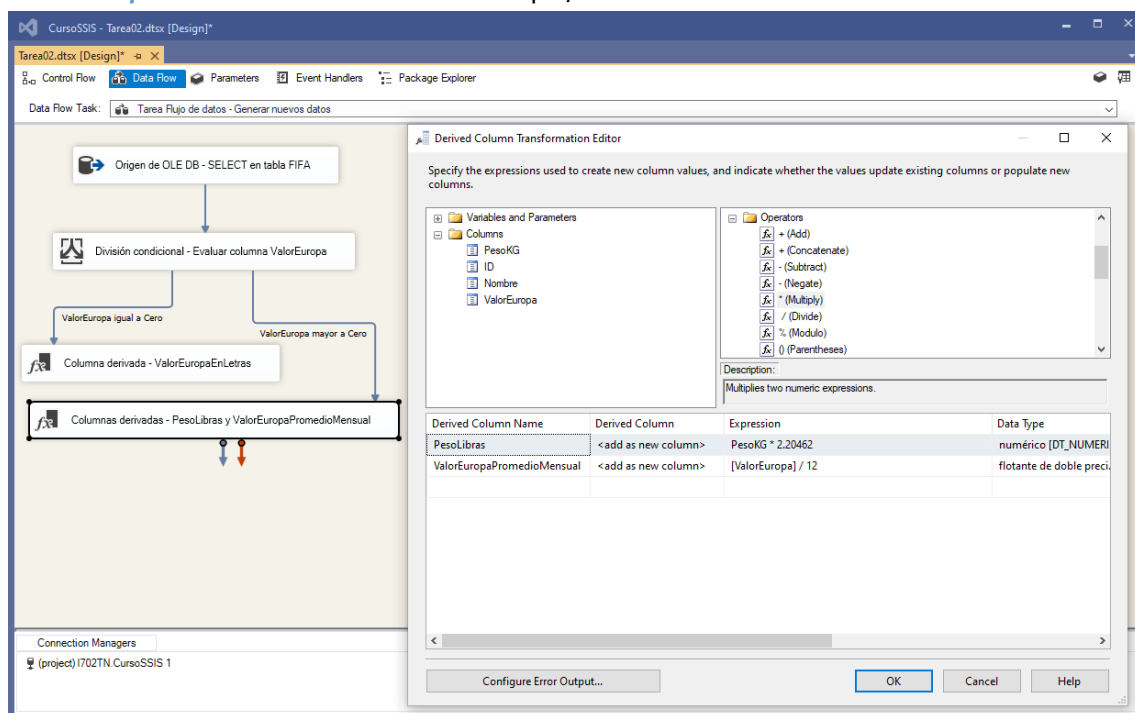 CursoSSIS - Tarea02.dtsx [Design]*
Tarea02.dtsx [Design]*
Control Flow Data Flow Parameters Event Handlers Package Explorer
Data Flow Task: Tarea Flujo de datos - Generar nuevos datos
Origen de OLE DB - SELECT en tabla FIFA
División condicional - Evaluar columna ValorEuropa
ValorEuropa igual a Cero
ValorEuropa mayor a Cero
Columna derivada - ValorEuropaEnLetras
Columnas derivadas - PesoLibras y ValorEuropaPromedioMensual
Connection Managers
(project) I702TN.CursoSSIS 1
Derived Column Transformation Editor
Specify the expressions used to create new column values, and indicate whether the values update existing columns or populate new
columns.
Variables and Parameters
Columns
PesoKG
ID
Nombre
ValorEuropa
Operators
+ (Add)
+ (Concatenate)
- (Subtract)
- (Negate)
* (Multiply)
/ (Divide)
% (Modulo)
() (Parentheses)
Description:
Multiplies two numeric expressions.
Derived Column Name Derived Column Expression Data Type
PesoLibras <add as new column> PesoKG * 2.20462 numérico [DT_NUMERI
ValorEuropaPromedioMensual <add as new column> [ValorEuropa] / 12 flotante de doble preci.
Configure Error Output... OK Cancel Help